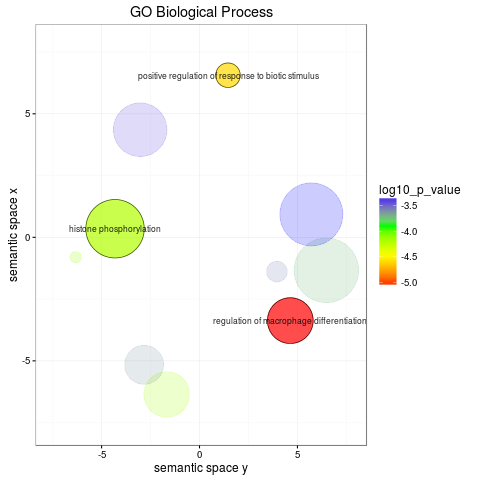 GO Biological Process
positive regulation of response to biotic stimulus
histone phosphorylation
regulation of macrophage differentiation
5
0
-5
semantic space x
-5
0
5
semantic space y
log10_p_value
-3.5
-4.0
-4.5
-5.0